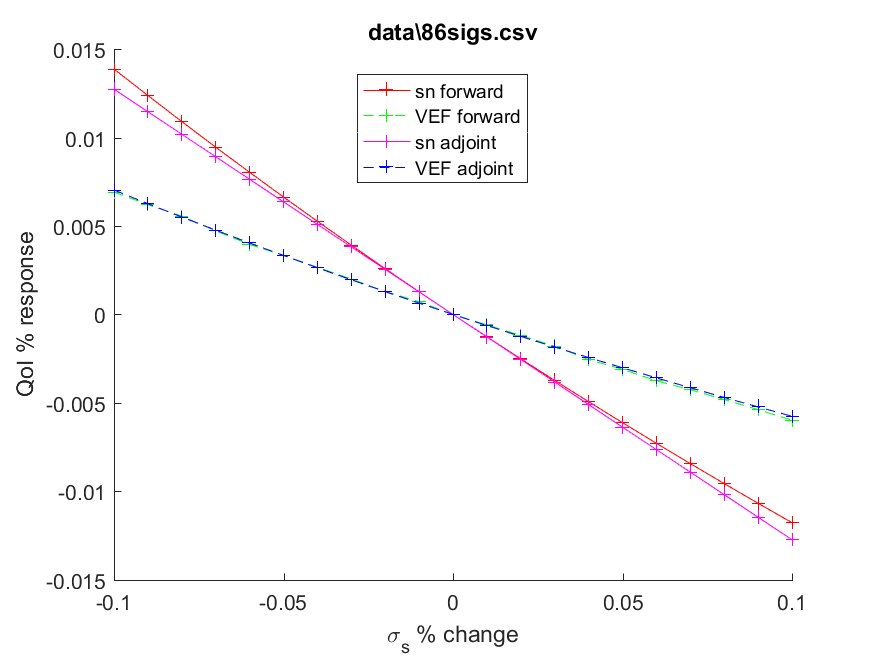 data\86sigs.csv
sn forward
VEF forward
sn adjoint
VEF adjoint
0.015
0.01
0.005
0
-0.005
-0.01
-0.015
QoI % response
-0.1
-0.05
0
0.05
0.1
σs % change